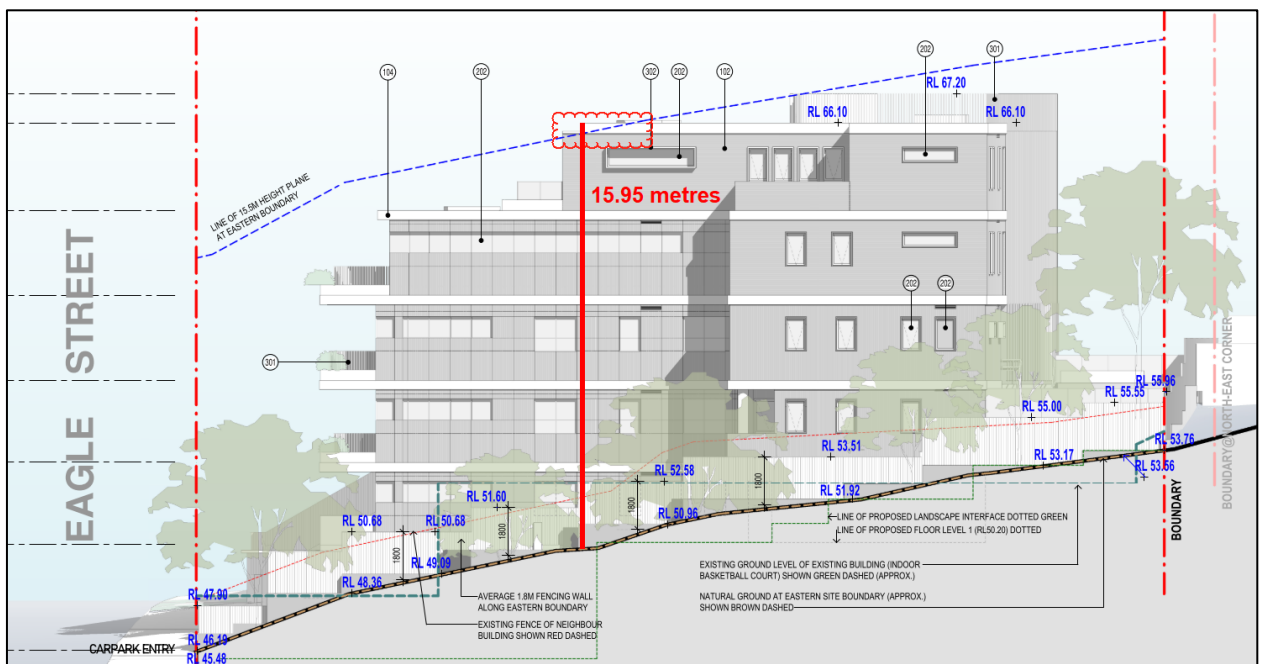 104
202
302
202
102
202
301
RL 67.20
RL 66.10
RL 66.10
LINE OF 15.5M HEIGHT PLANE
AT EASTERN BOUNDARY
15.95 metres
EAGLE STREET
202
202
202
301
RL 55.96
RL 55.55
RL 55.00
RL 53.51
RL 53.76
RL 53.17
RL 53.56
RL 52.58
1800
1800
RL 51.92
RL 51.60
RL 50.96
1800
RL 50.68
RL 50.68
1800
RL 49.09
RL 48.36
RL 47.90
RL 46.19
RL 45.48
CARPARK ENTRY
LINE OF PROPOSED LANDSCAPE INTERFACE DOTTED GREEN
LINE OF PROPOSED FLOOR LEVEL 1 (RL50.20) DOTTED
EXISTING GROUND LEVEL OF EXISTING BUILDING (INDOOR
BASKETBALL COURT) SHOWN GREEN DASHED (APPROX.)
NATURAL GROUND AT EASTERN SITE BOUNDARY (APPROX.)
SHOWN BROWN DASHED
AVERAGE 1.8M FENCING WALL
ALONG EASTERN BOUNDARY
EXISTING FENCE OF NEIGHBOUR
BUILDING SHOWN RED DASHED
BOUNDARY
BOUNDARY@NORTH-EAST CORNER